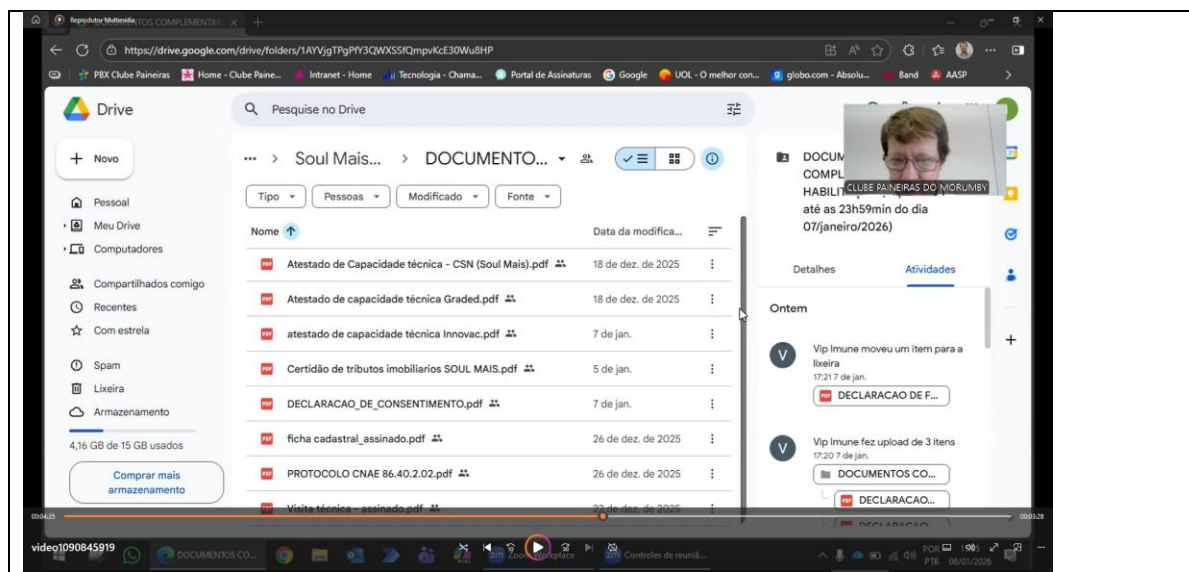 Reprodutor Multimídia
https://drive.google.com/drive/folders/1AYVjgTPgPfY3QWXSSfQmpvKcE30Wu8HP
PBX Clube Paineiras
Home - Clube Paine...
Intranet - Home
Tecnologia - Chama...
Portal de Assinaturas
Google
UOL - O melhor con...
globo.com - Absolu...
Band
AASP
Drive
Pesquise no Drive
Novo
Soul Mais... > DOCUMENTO...
Tipo
Pessoas
Modificado
Fonte
Pessoal
Meu Drive
Computadores
Compartilhados comigo
Recentes
Com estrela
Spam
Lixeira
Armazenamento
4,16 GB de 15 GB usados
Comprar mais
armazenamento
Nome
Data da modifica...
Atestado de Capacidade técnica - CSN (Soul Mais).pdf 18 de dez. de 2025
Atestado de capacidade técnica Graded.pdf 18 de dez. de 2025
atestado de capacidade técnica Innovac.pdf 7 de jan.
Certidão de tributos imobiliarios SOUL MAIS.pdf 5 de jan.
DECLARACAO_DE_CONSENTIMENTO.pdf 7 de jan.
ficha cadastral_assinado.pdf 26 de dez. de 2025
PROTOCOLO CNAE 86.40.2.02.pdf 26 de dez. de 2025
Visita técnica - assinado.pdf de dez. de 2025
DOCUM
COMPL
HABILIT
até as 23h59min do dia
07/janeiro/2026)
CLUBE PAINEIRAS DO MORUMBY
Detalhes
Atividades
Ontem
V
Vip Imune moveu um item para a
lixeira
17:21 7 de jan.
DECLARACAO DE F...
V
Vip Imune fez upload de 3 itens
17:20 7 de jan.
DOCUMENTOS CO...
DECLARACAO...
DECLARACAO
00:04:35
00:03:28
video1090845919
DOCUMENTOS CO...
Zoom Workplace
Controles de reuniã...
POR
PTB
08/01/2026